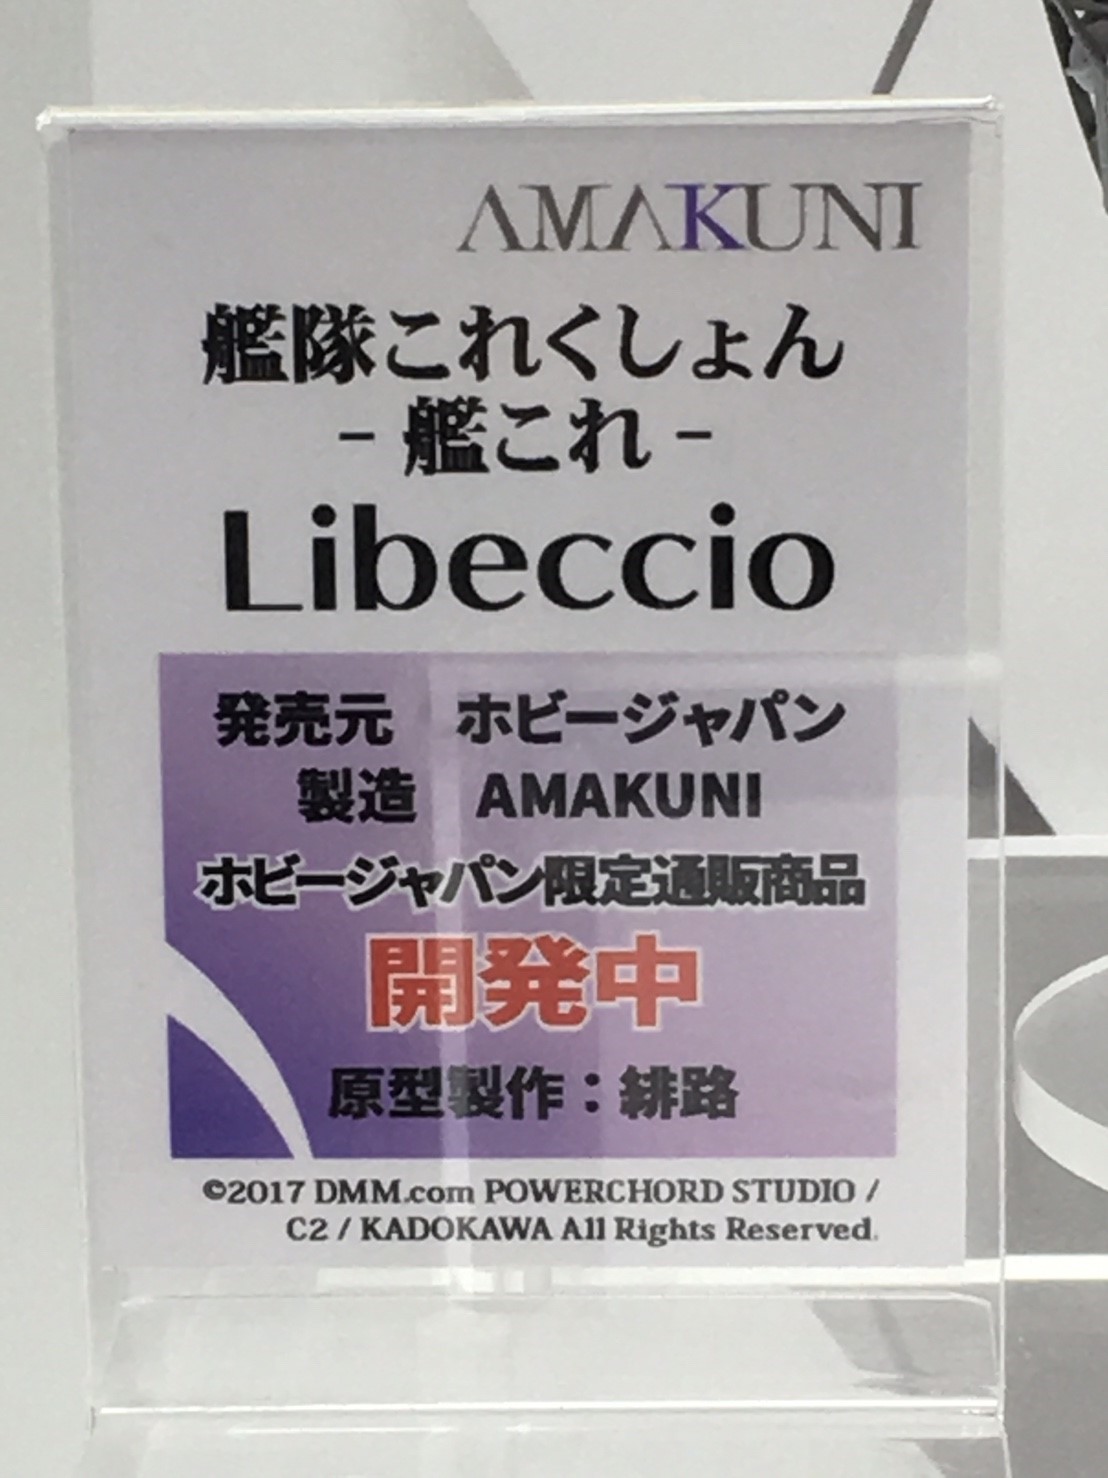 AMAKUNI
艦隊これくしょん
- 艦これ -
Libeccio
発売元　ホビージャパン
製造　AMAKUNI
ホビージャパン限定通販商品
開発中
原型製作：緋路
©2017 DMM.com POWERCHORD STUDIO /
C2 / KADOKAWA All Rights Reserved.